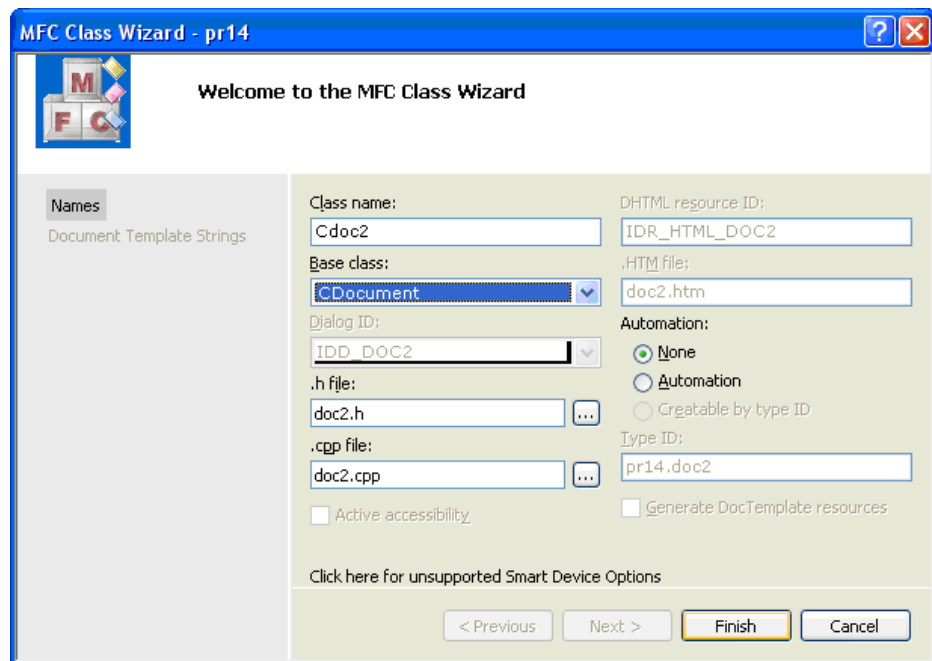 MFC Class Wizard - pr14
M
F C
Welcome to the MFC Class Wizard
Names
Document Template Strings
Class name:
Cdoc2
Base class:
CDocument
Dialog ID:
IDD_DOC2
.h file:
doc2.h
...
.cpp file:
doc2.cpp
...
Active accessibility
DHTML resource ID:
IDR_HTML_DOC2
.HTM file:
doc2.htm
Automation:
None
Automation
Creatable by type ID
Type ID:
pr14.doc2
Generate DocTemplate resources
Click here for unsupported Smart Device Options
< Previous
Next >
Finish
Cancel